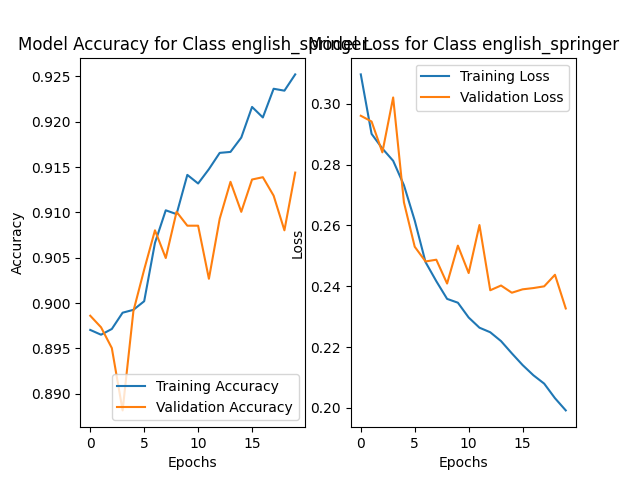 Model Accuracy for Class english_springer
Model Loss for Class english_springer
0.925
0.920
0.915
0.910
0.905
0.900
0.895
0.890
Accuracy
0 5 10 15
Epochs
Training Accuracy
Validation Accuracy
0.30
0.28
0.26
0.24
0.22
0.20
Loss
0 5 10 15
Epochs
Training Loss
Validation Loss